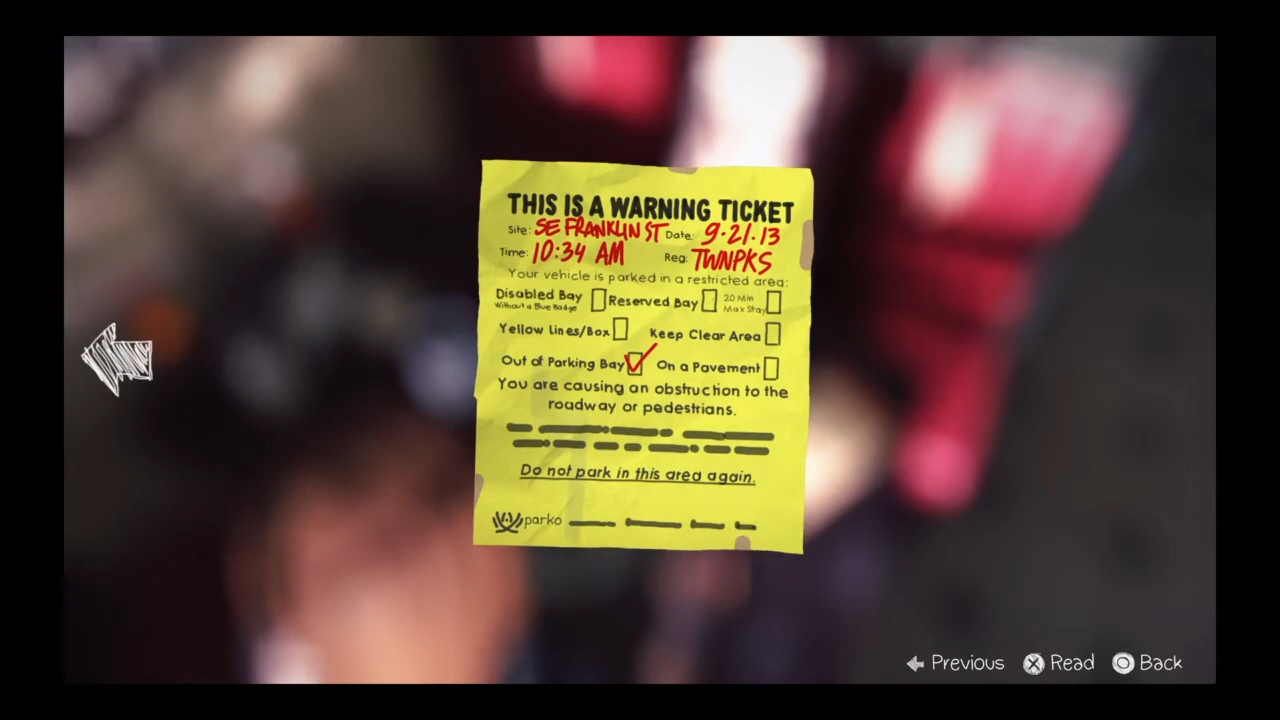 THIS IS A WARNING TICKET
Site: SE FRANKLIN ST Date: 9·21·13
Time: 10:34 AM Reg: TWNPKS
Your vehicle is parked in a restricted area:
Disabled Bay Reserved Bay 20 Min
Without a Blue Badge Max Stay
Yellow Lines/Box Keep Clear Area
Out of Parking Bay On a Pavement
You are causing an obstruction to the
roadway or pedestrians.
Do not park in this area again.
parko
Previous Read Back